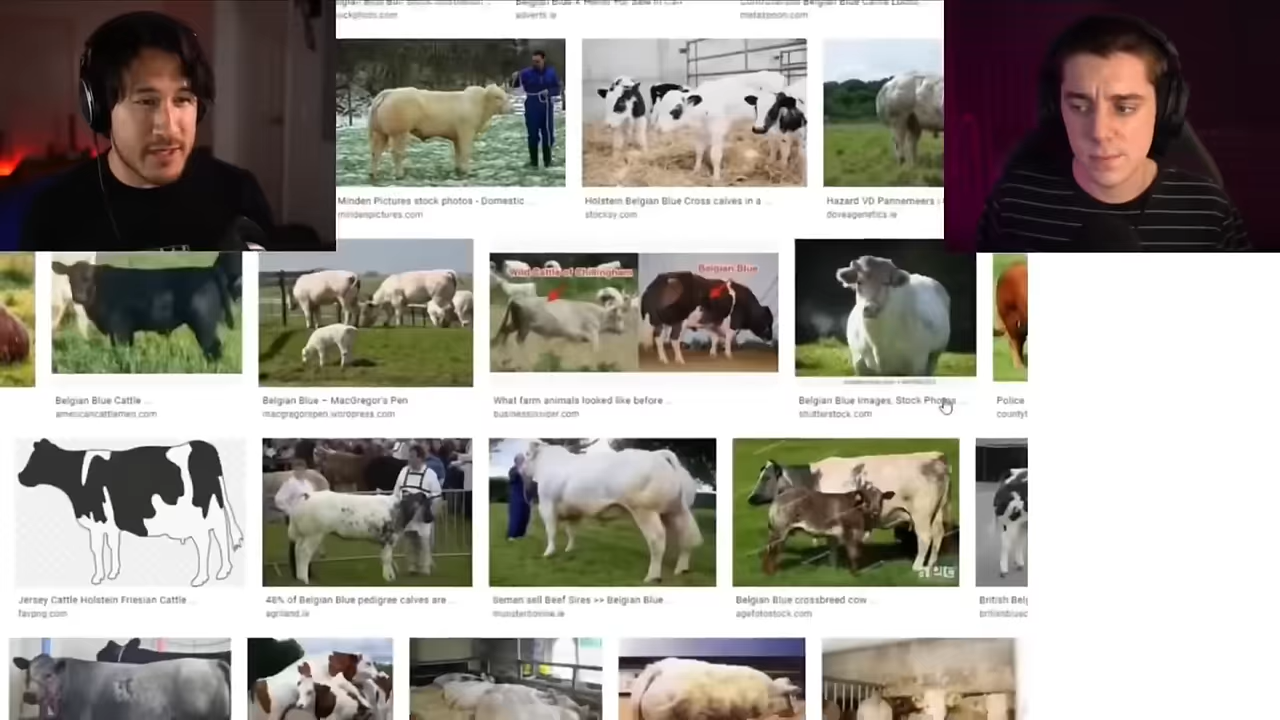 adverts.ie
Minden Pictures stock photos - Domestic ...
mindenpictures.com
Holstein Belgian Blue Cross calves in a ...
stocksy.com
Hazard VD Pannemeers
doveagenetics.ie
Wild Cattle of Chillingham
Belgian Blue
Belgian Blue Cattle ...
americancattlemen.com
Belgian Blue – MacGregor's Pen
macgregorspen.wordpress.com
What farm animals looked like before ...
businessinsider.com
Belgian Blue Images, Stock Photos ...
shutterstock.com
Police
countyf
Jersey Cattle Holstein Friesian Cattle ...
favpng.com
48% of Belgian Blue pedigree calves are ...
agriland.ie
Semen sell Beef Sires >> Belgian Blue ...
munsterbovine.ie
Belgian Blue crossbreed cow ...
agefotostock.com
British Belg
britishbluec